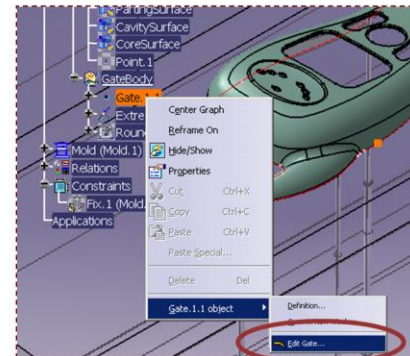 PartingSurface
CavitySurface
CoreSurface
Point.1
GateBody
Gate.1.1
Extre
Roun
Mold (Mold.1)
Relations
Constraints
Fix.1 (Mold.
Applications
Center Graph
Reframe On
Hide/Show
Properties
Cut Ctrl+X
Copy Ctrl+C
Paste Ctrl+V
Paste Special...
Delete Del
Gate.1.1 object
Definition...
Edit Gate...